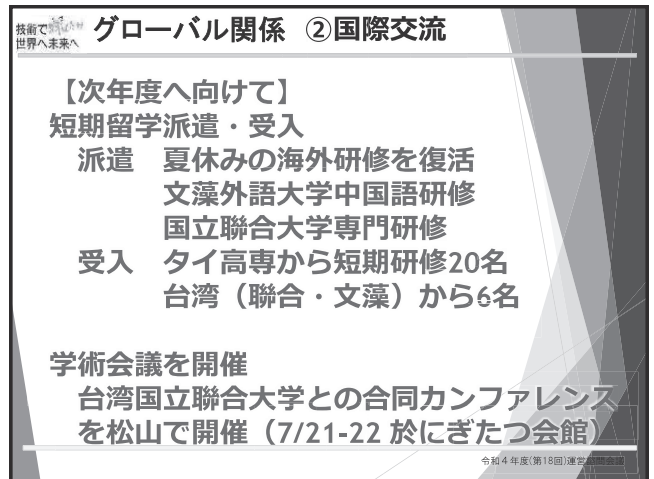 技術で
世界へ未来へ
グローバル関係 ②国際交流
【次年度へ向けて】
短期留学派遣・受入
派遣 夏休みの海外研修を復活
文藻外語大学中国語研修
国立聯合大学専門研修
受入 タイ高専から短期研修20名
台湾（聯合・文藻）から6名
学術会議を開催
台湾国立聯合大学との合同カンファレンス
を松山で開催（7/21-22 於にぎたつ会館）
令和４年度(第18回)運営諮問会議